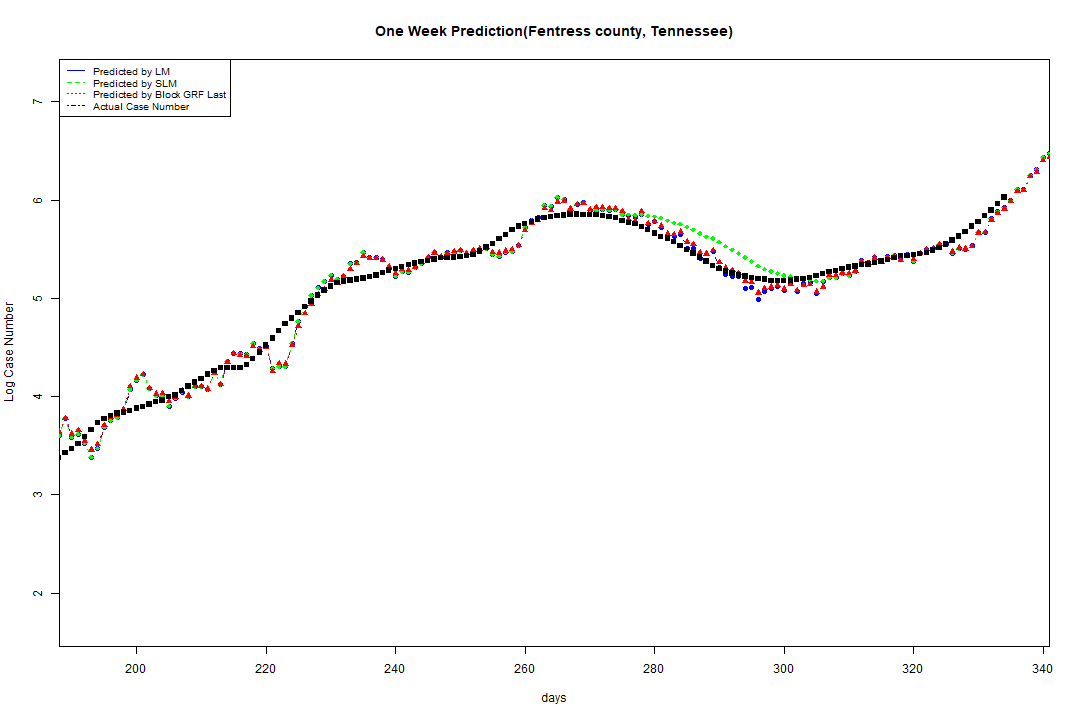 One Week Prediction(Fentress county, Tennessee)
Predicted by LM
Predicted by SLM
Predicted by Block GRF Last
Actual Case Number
Log Case Number
7
6
5
4
3
2
200 220 240 260 280 300 320 340
days